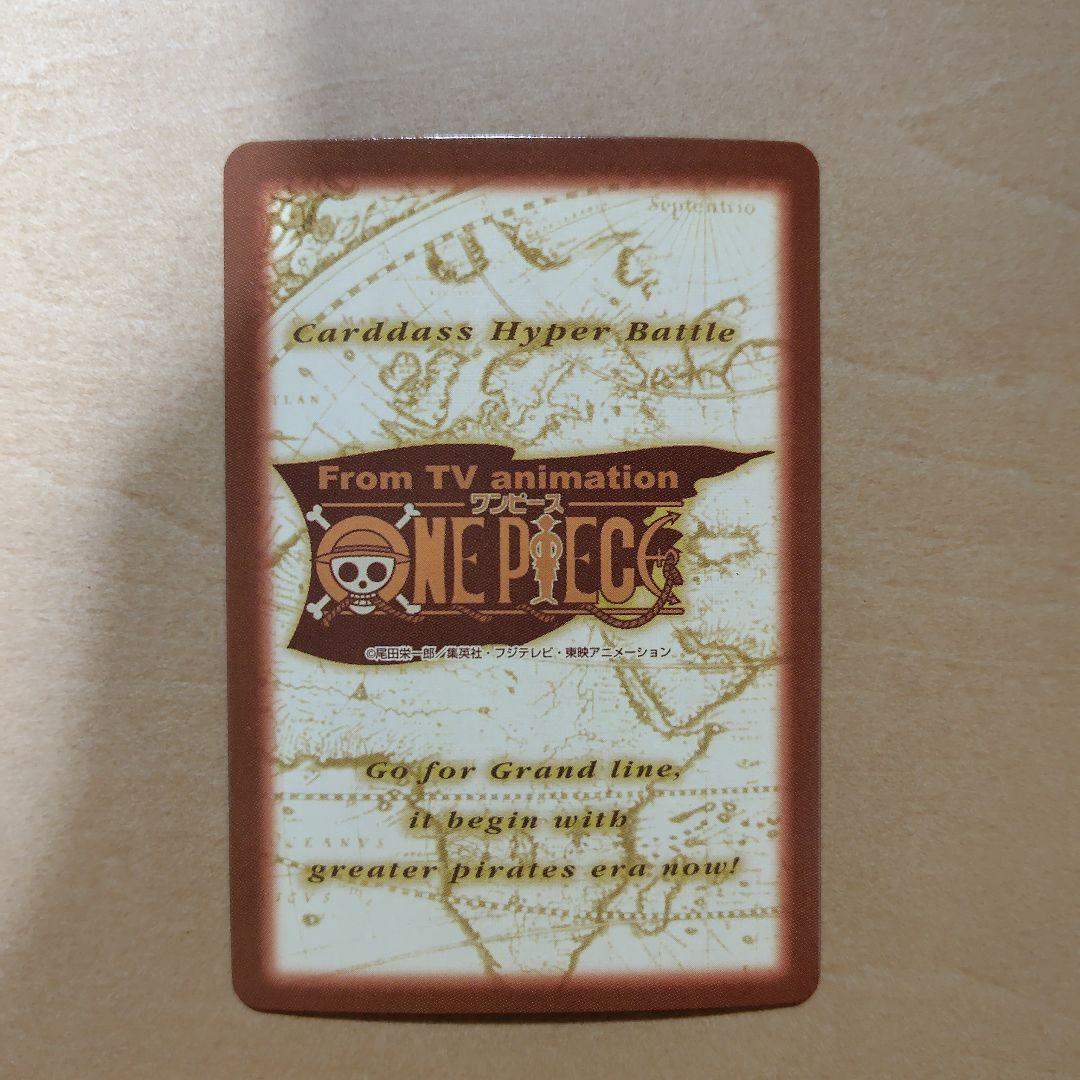 Septentrio
Carddass Hyper Battle
From TV animation
ワンピース
ONE PIECE
©尾田栄一郎／集英社・フジテレビ・東映アニメーション
Go for Grand line,
it begin with
greater pirates era now!